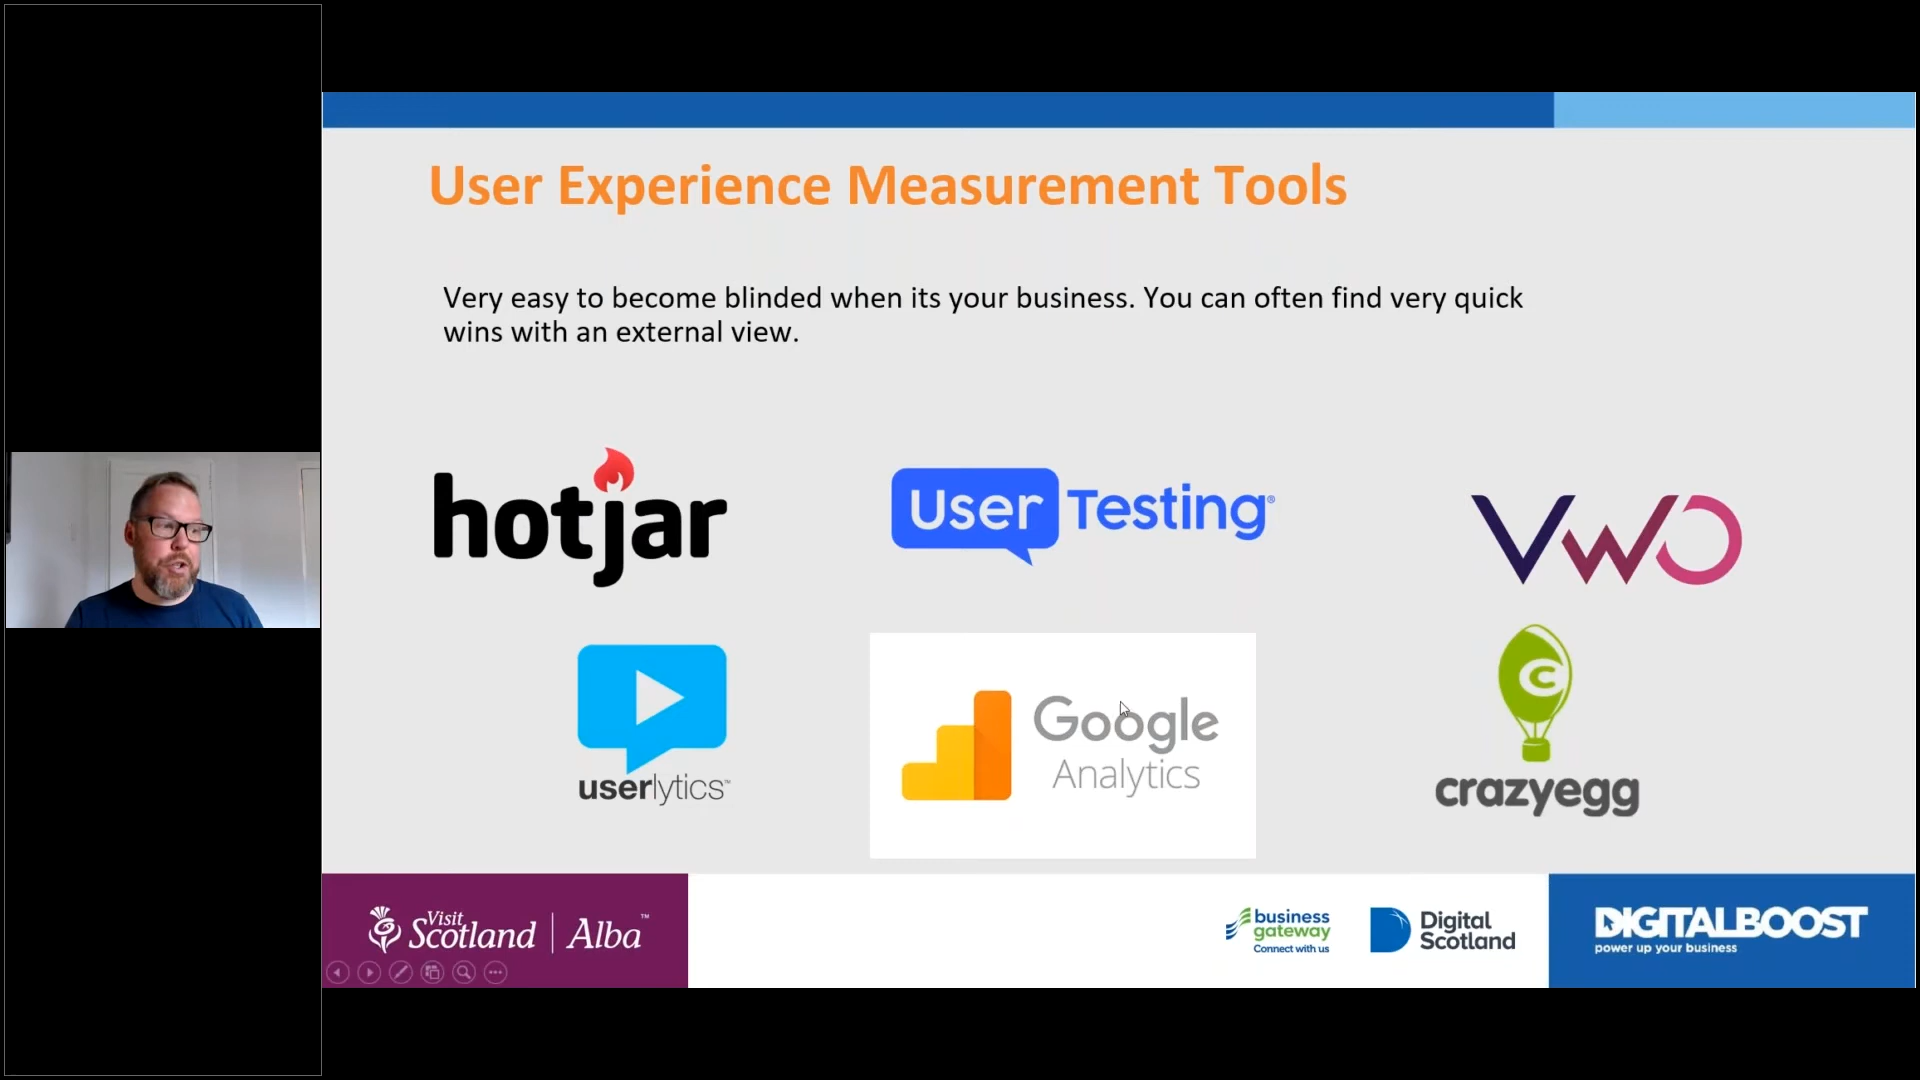 User Experience Measurement Tools
Very easy to become blinded when its your business. You can often find very quick
wins with an external view.
hotjar
User Testing®
VWO
userlytics™
Google
Analytics
C
crazyegg
Visit
Scotland | Alba™
business
gateway
Connect with us
Digital
Scotland
DIGITALBOOST
power up your business